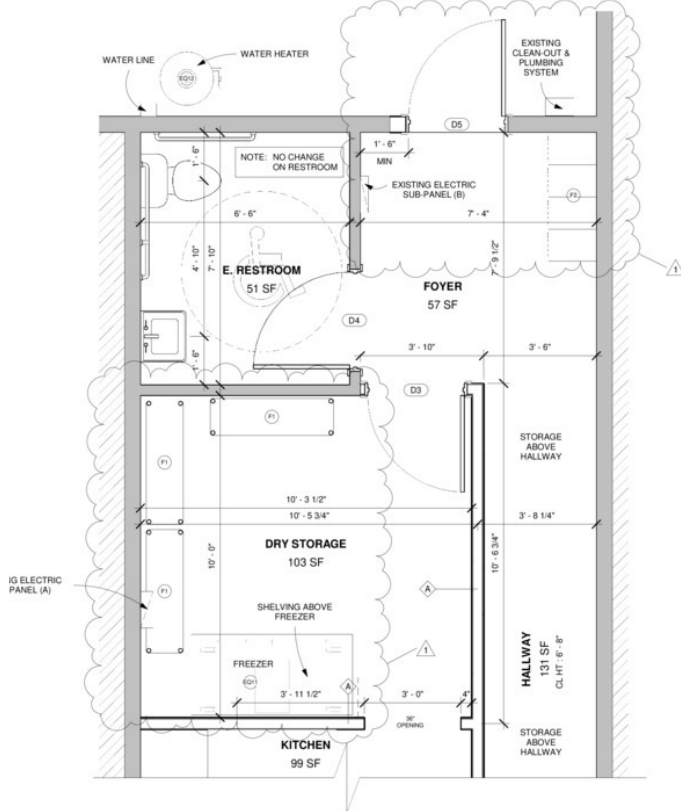 WATER LINE
WATER HEATER
EQ12
EXISTING
CLEAN-OUT &
PLUMBING
SYSTEM
D5
1' - 6"
MIN
1' - 6"
NOTE: NO CHANGE
ON RESTROOM
EXISTING ELECTRIC
SUB-PANEL (B)
F2
6' - 6"
7' - 4"
4' - 10"
7' - 10"
7' - 9 1/2"
E. RESTROOM
51 SF
FOYER
57 SF
1
D4
1' - 6"
3' - 10"
3' - 6"
D3
F1
F1
STORAGE
ABOVE
HALLWAY
10' - 3 1/2"
10' - 5 3/4"
3' - 8 1/4"
DRY STORAGE
103 SF
10' - 0"
10' - 6 3/4"
NG ELECTRIC
PANEL (A)
F1
A
SHELVING ABOVE
FREEZER
1
HALLWAY
131 SF
CL HT : 6' - 8"
FREEZER
EQ11
3' - 11 1/2"
A
3' - 0"
4"
36"
OPENING
KITCHEN
99 SF
STORAGE
ABOVE
HALLWAY